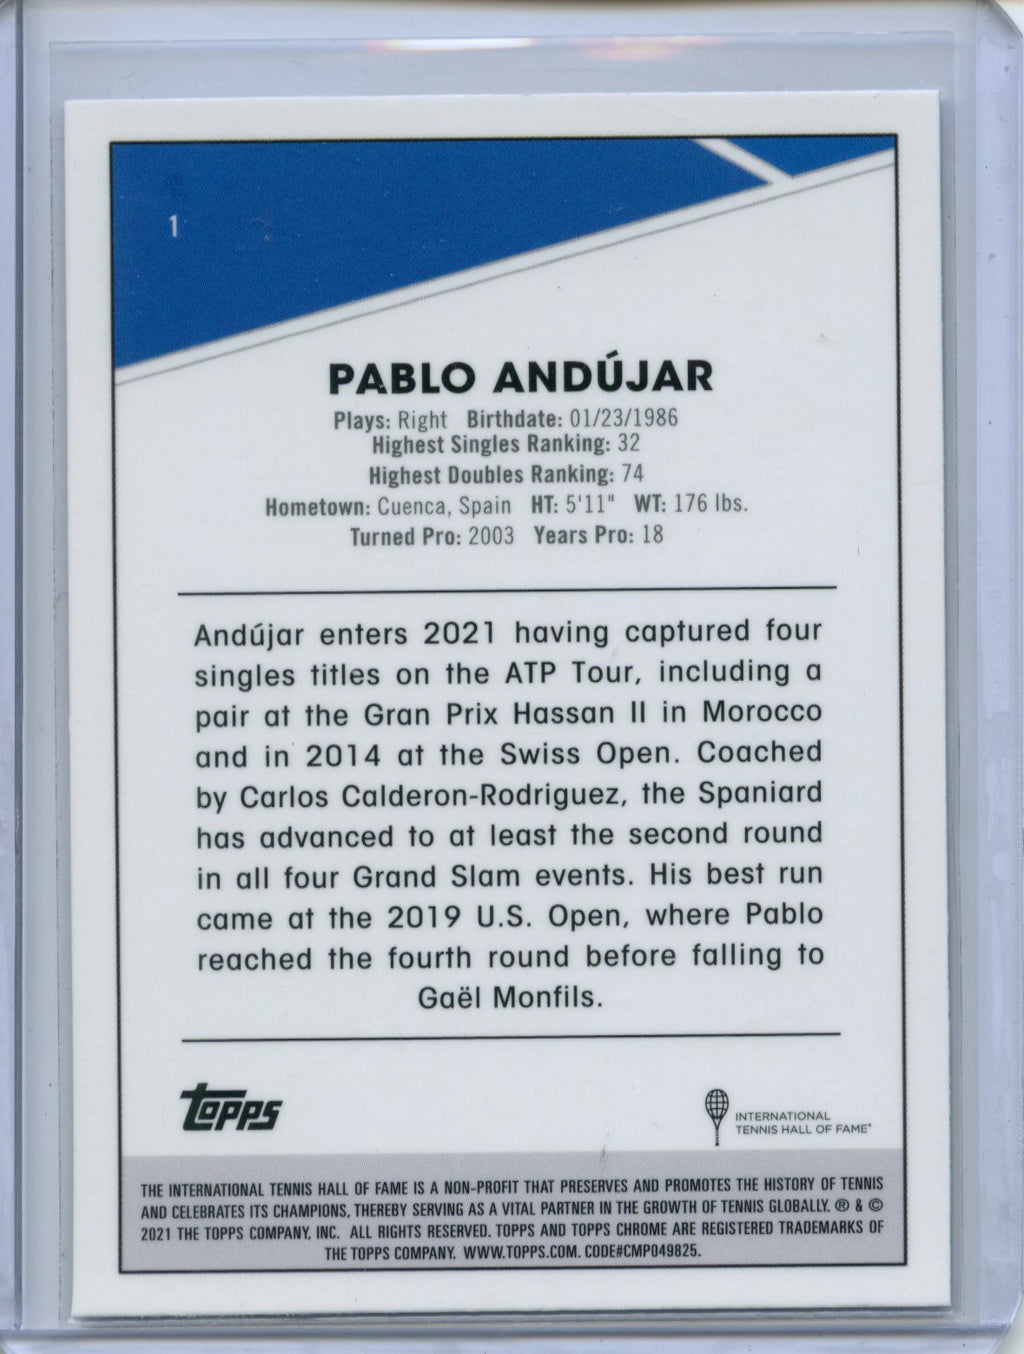 1
PABLO ANDÚJAR
Plays: Right Birthdate: 01/23/1986
Highest Singles Ranking: 32
Highest Doubles Ranking: 74
Hometown: Cuenca, Spain HT: 5'11" WT: 176 lbs.
Turned Pro: 2003 Years Pro: 18
Andújar enters 2021 having captured four
singles titles on the ATP Tour, including a
pair at the Gran Prix Hassan II in Morocco
and in 2014 at the Swiss Open. Coached
by Carlos Calderon-Rodriguez, the Spaniard
has advanced to at least the second round
in all four Grand Slam events. His best run
came at the 2019 U.S. Open, where Pablo
reached the fourth round before falling to
Gaël Monfils.
topps
INTERNATIONAL
TENNIS HALL OF FAME®
THE INTERNATIONAL TENNIS HALL OF FAME IS A NON-PROFIT THAT PRESERVES AND PROMOTES THE HISTORY OF TENNIS
AND CELEBRATES ITS CHAMPIONS, THEREBY SERVING AS A VITAL PARTNER IN THE GROWTH OF TENNIS GLOBALLY. ® & ©
2021 THE TOPPS COMPANY, INC. ALL RIGHTS RESERVED. TOPPS AND TOPPS CHROME ARE REGISTERED TRADEMARKS OF
THE TOPPS COMPANY. WWW.TOPPS.COM. CODE#CMP049825.